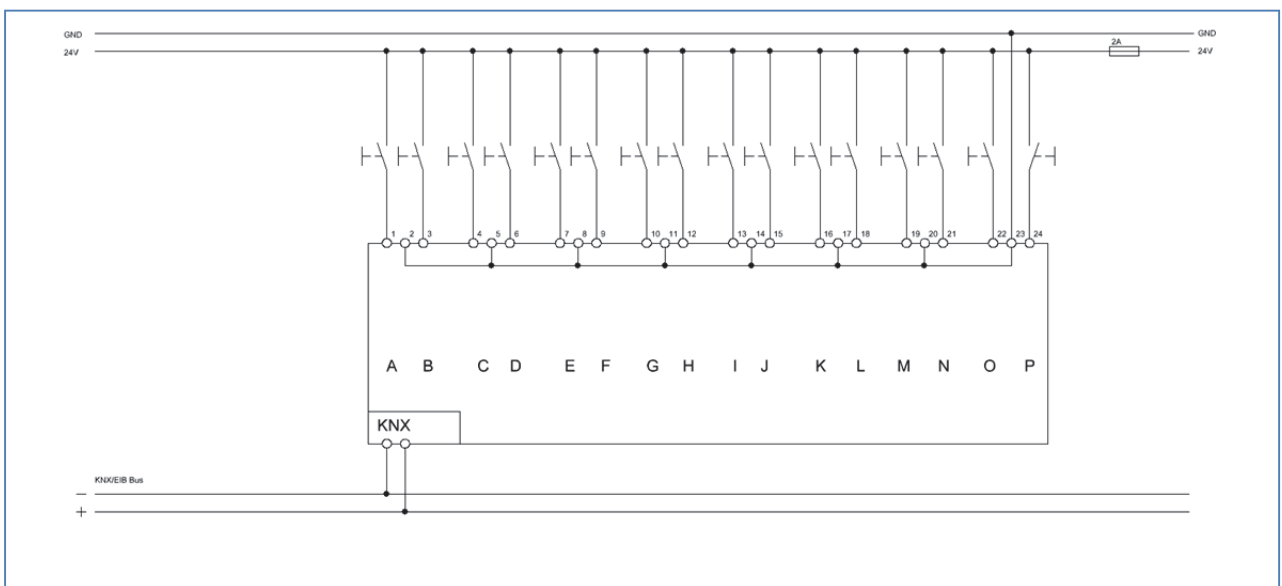 GND GND
24V 2A 24V
1 2 3 4 5 6 7 8 9 10 11 12 13 14 15 16 17 18 19 20 21 22 23 24
A B C D E F G H I J K L M N O P
KNX
KNX/EIB Bus
−
+